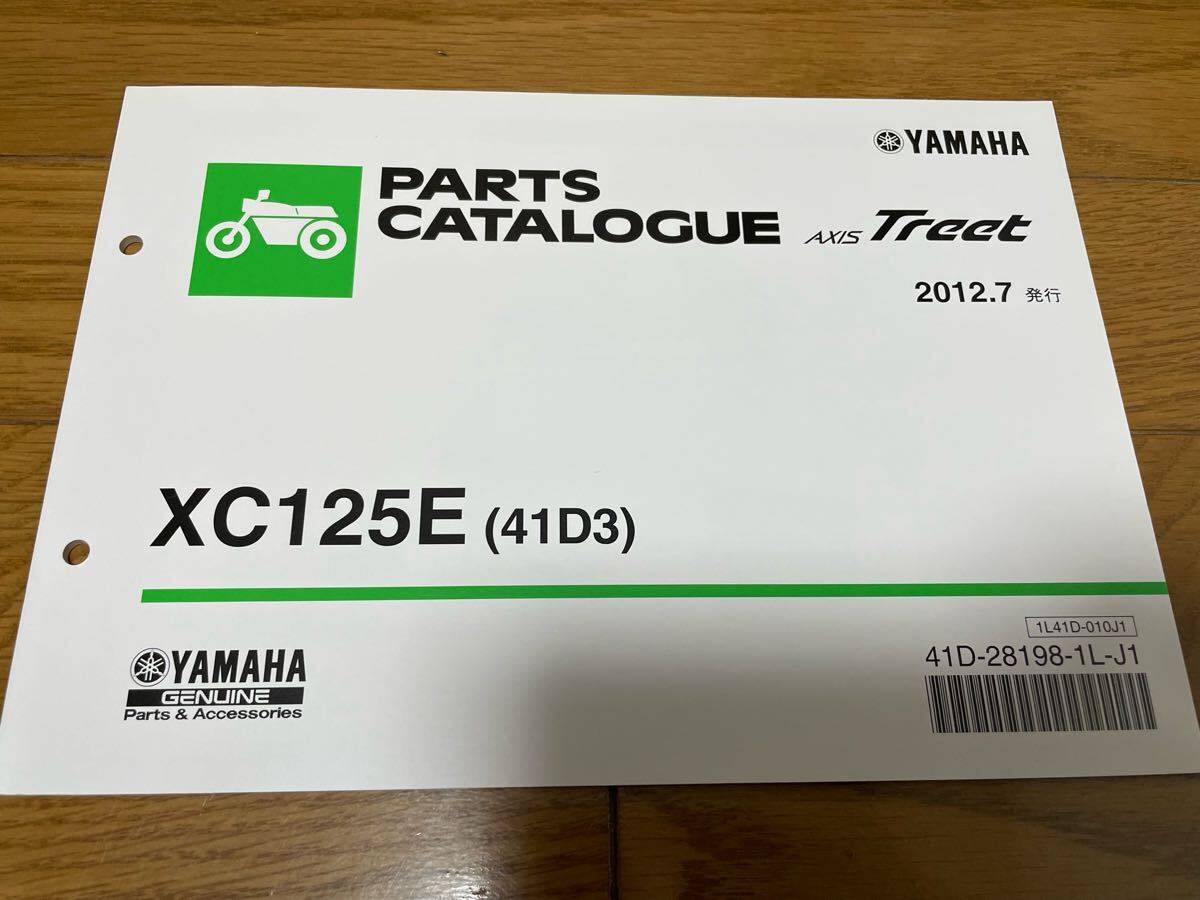 YAMAHA
PARTS
CATALOGUE
AXIS Treet
2012.7 発行
XC125E (41D3)
1L41D-010J1
41D-28198-1L-J1
YAMAHA
GENUINE
Parts & Accessories